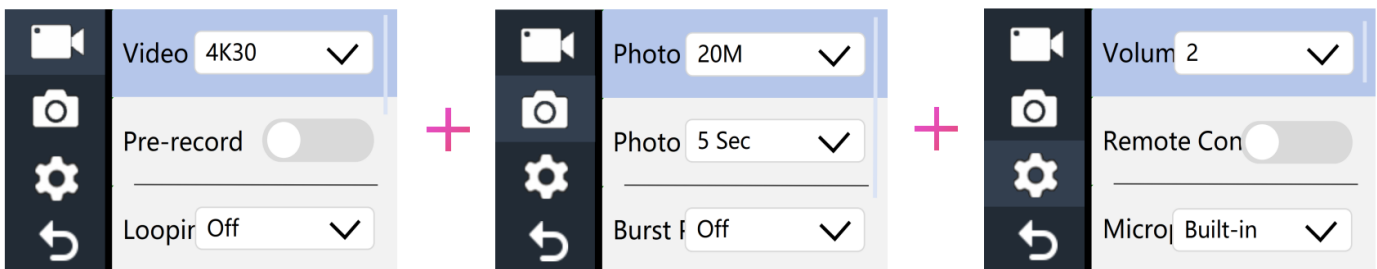 Video 4K30
Pre-record
Loopin Off
Photo 20M
Photo 5 Sec
Burst P Off
Volum 2
Remote Con
Microp Built-in